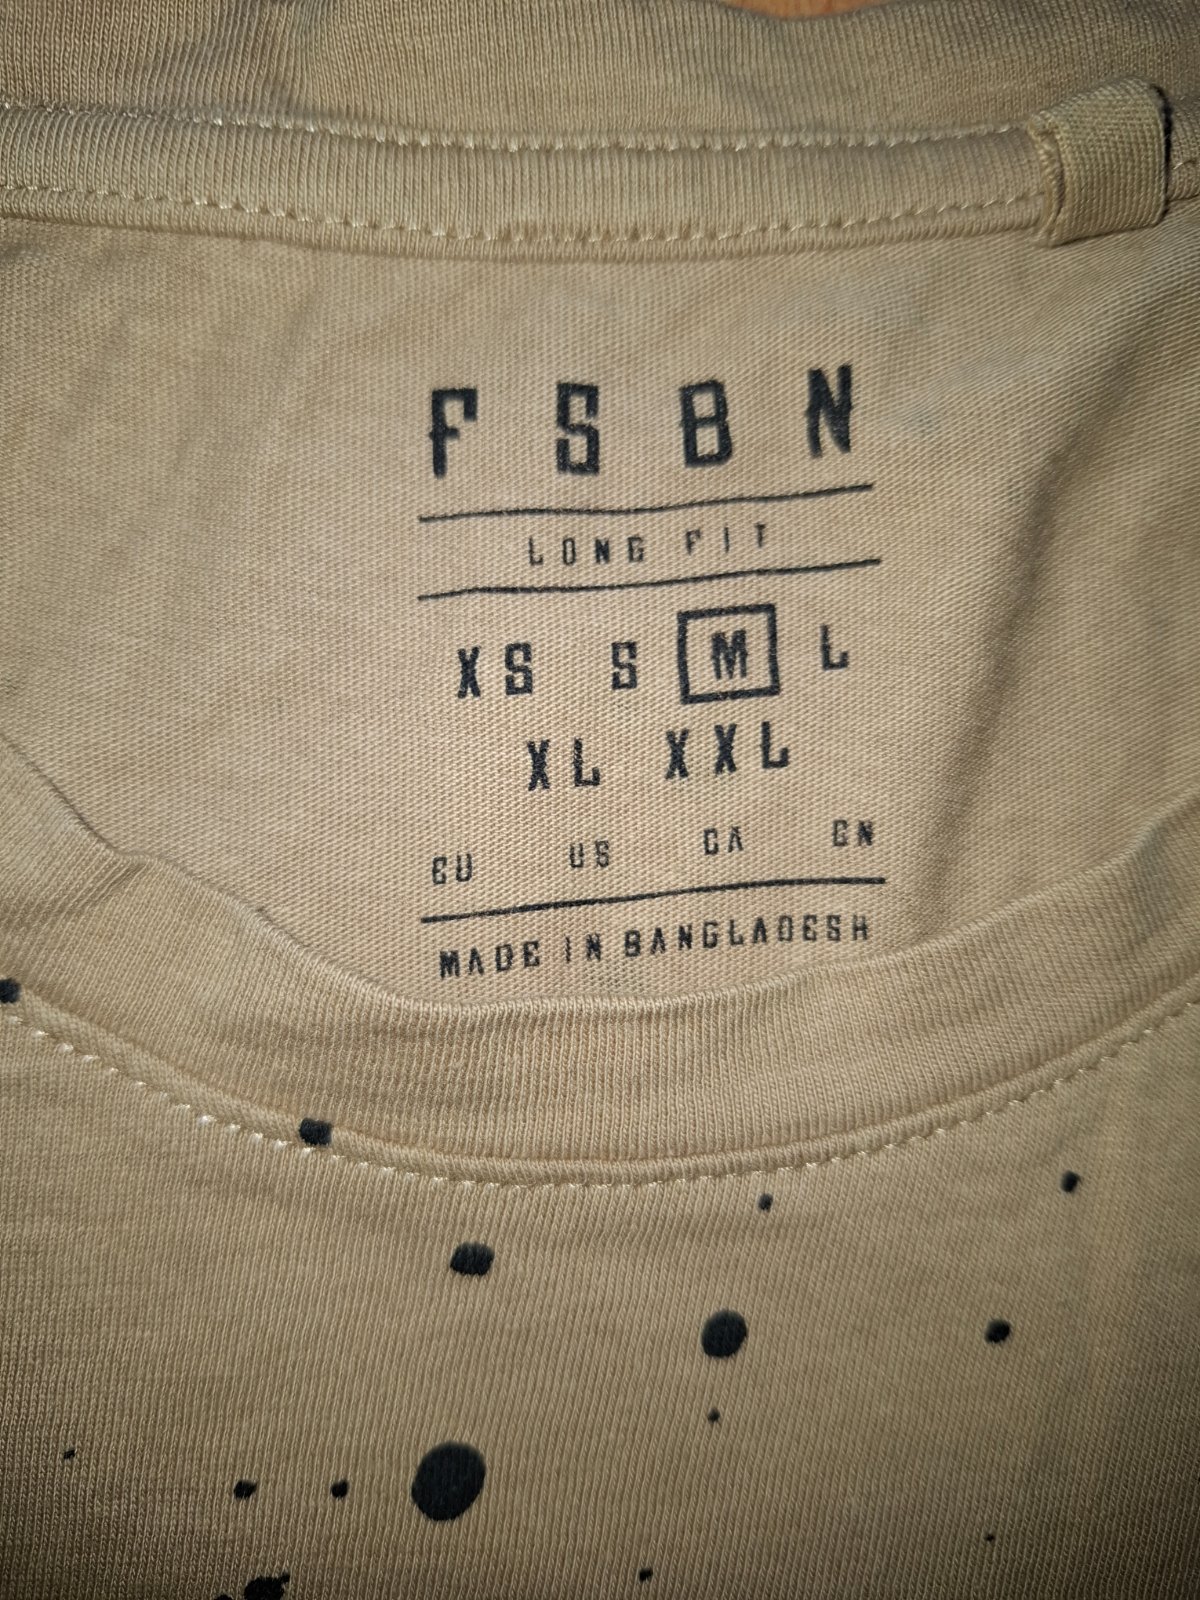 FSBN
LONG FIT
XS S M L
XL XXL
EU US CA CN
MADE IN BANGLADESH